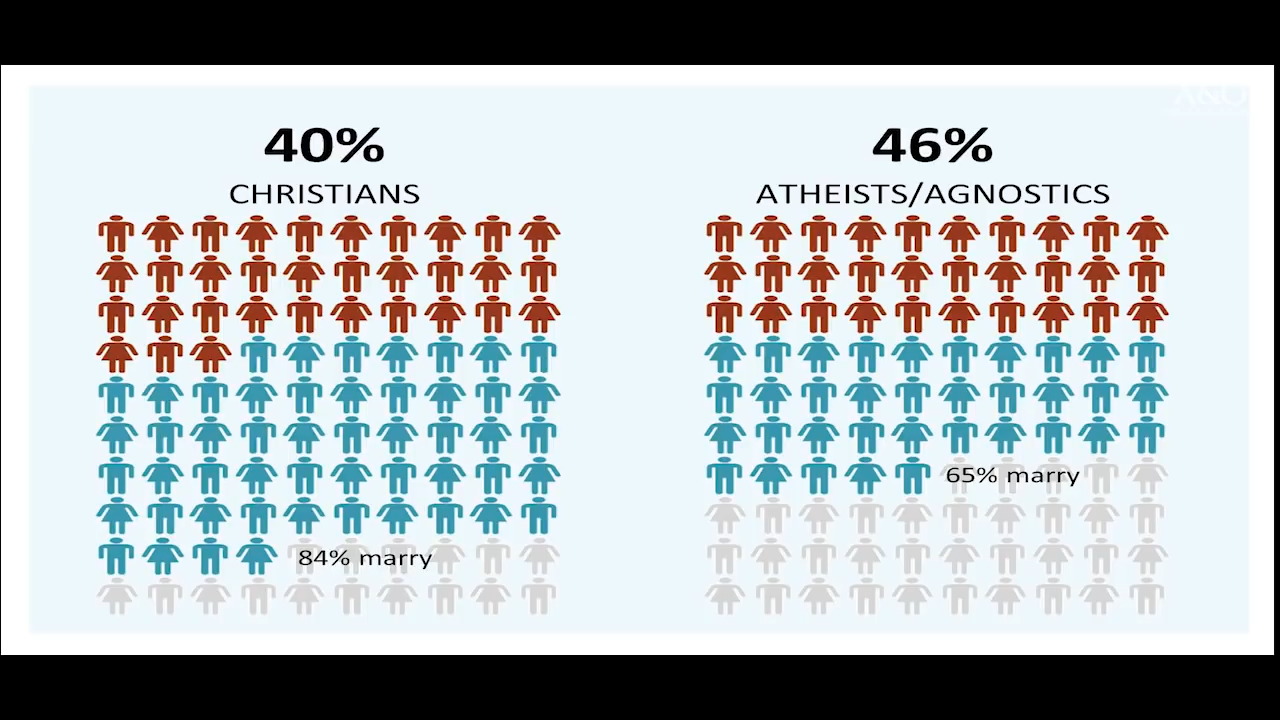 40%
CHRISTIANS
84% marry
46%
ATHEISTS/AGNOSTICS
65% marry